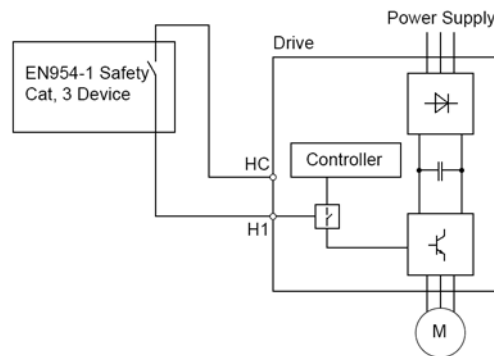 Power Supply
Drive
EN954-1 Safety
Cat, 3 Device
Controller
HC
H1
M